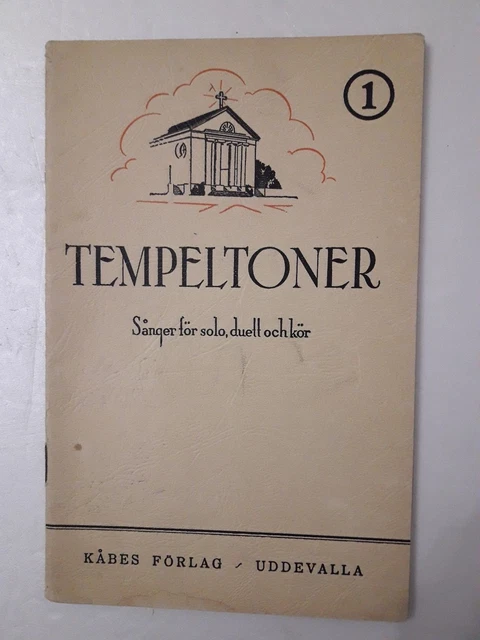 1
TEMPELTONER
Sånger för solo, duett och kör
KÅBES FÖRLAG / UDDEVALLA